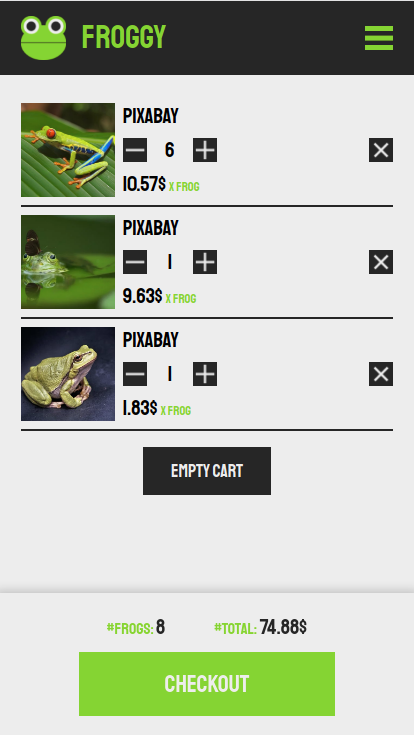 FROGGY
PIXABAY
6
10.57$ X FROG
PIXABAY
1
9.63$ X FROG
PIXABAY
1
1.83$ X FROG
EMPTY CART
#FROGS: 8 #TOTAL: 74.88$
CHECKOUT